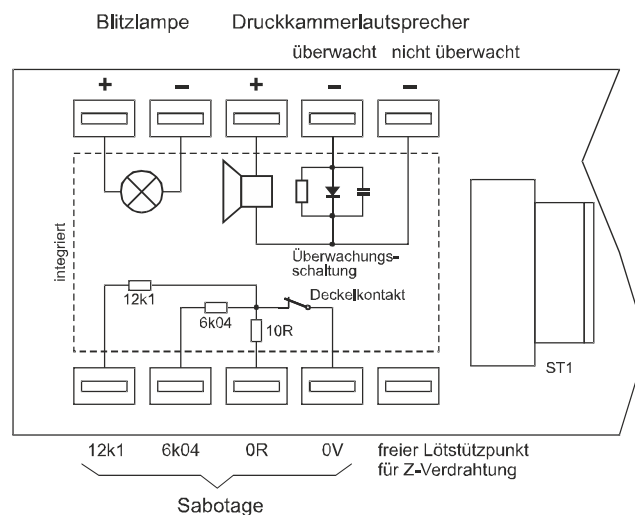 Blitzlampe Druckkammerlautsprecher
überwacht nicht überwacht
+ – + – –
integriert
Überwachungs-
schaltung
12k1
Deckelkontakt
6k04
10R
ST1
12k1 6k04 0R 0V freier Lötstützpunkt
für Z-Verdrahtung
Sabotage